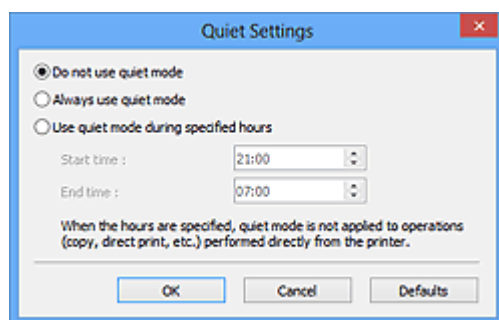 Quiet Settings
Do not use quiet mode
Always use quiet mode
Use quiet mode during specified hours
Start time :
21:00
End time :
07:00
When the hours are specified, quiet mode is not applied to operations
(copy, direct print, etc.) performed directly from the printer.
OK
Cancel
Defaults